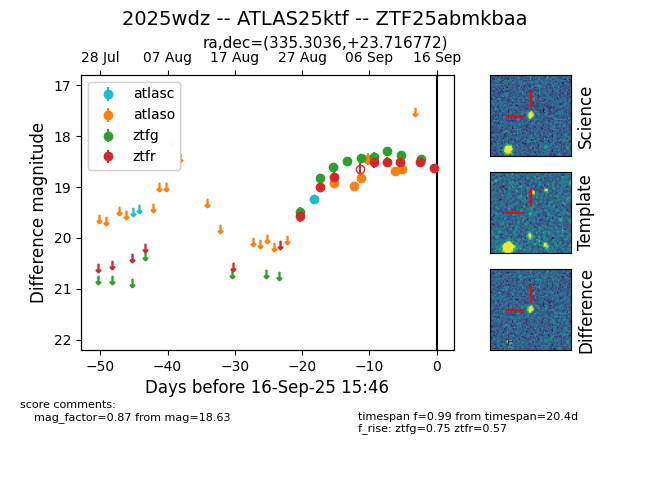 2025wdz -- ATLAS25ktf -- ZTF25abmkbaa
ra,dec=(335.3036,+23.716772)
28 Jul 07 Aug 17 Aug 27 Aug 06 Sep 16 Sep
17
18
19
20
21
22
Difference magnitude
atlasc
atlaso
ztfg
ztfr
−50 −40 −30 −20 −10 0
Days before 16-Sep-25 15:46
Science
Template
Difference
score comments:
mag_factor=0.87 from mag=18.63
timespan f=0.99 from timespan=20.4d
f_rise: ztfg=0.75 ztfr=0.57